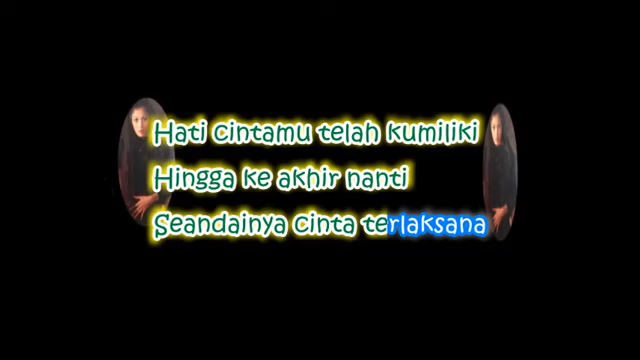 Hati cintamu telah kumiliki
Hingga ke akhir nanti
Seandainya cinta terlaksana